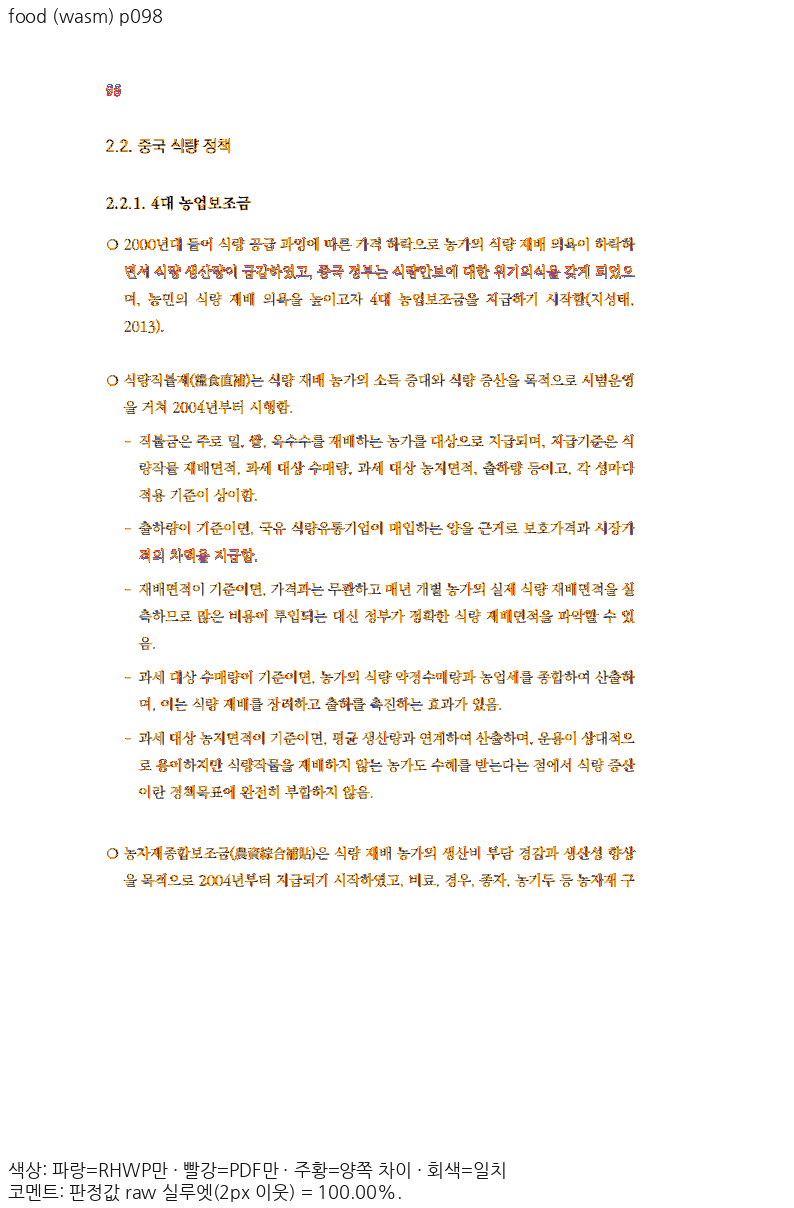 food (wasm) p098
98
2.2. 중국 식량 정책
2.2.1. 4대 농업보조금
○ 2000년대 들어 식량 공급 과잉에 따른 가격 하락으로 농가의 식량 재배 의욕이 하락하
면서 식량 생산량이 급감하였고, 중국 정부는 식량안보에 대한 위기의식을 갖게 되었으
며, 농민의 식량 재배 의욕을 높이고자 4대 농업보조금을 지급하기 시작함(지성태,
2013).
○ 식량직불제(糧食直補)는 식량 재배 농가의 소득 증대와 식량 증산을 목적으로 시범운영
을 거쳐 2004년부터 시행함.
- 직불금은 주로 밀, 쌀, 옥수수를 재배하는 농가를 대상으로 지급되며, 지급기준은 식
량작물 재배면적, 과세 대상 수매량, 과세 대상 농지면적, 출하량 등이고, 각 성마다
적용 기준이 상이함.
- 출하량이 기준이면, 국유 식량유통기업이 매입하는 양을 근거로 보호가격과 시장가
격의 차액을 지급함.
- 재배면적이 기준이면, 가격과는 무관하고 매년 개별 농가의 실제 식량 재배면적을 실
측하므로 많은 비용이 투입되는 대신 정부가 정확한 식량 재배면적을 파악할 수 있
음.
- 과세 대상 수매량이 기준이면, 농가의 식량 약정수매량과 농업세를 종합하여 산출하
며, 이는 식량 재배를 장려하고 출하를 촉진하는 효과가 있음.
- 과세 대상 농지면적이 기준이면, 평균 생산량과 연계하여 산출하며, 운용이 상대적으
로 용이하지만 식량작물을 재배하지 않는 농가도 수혜를 받는다는 점에서 식량 증산
이란 정책목표에 완전히 부합하지 않음.
○ 농자재종합보조금(農資綜合補貼)은 식량 재배 농가의 생산비 부담 경감과 생산성 향상
을 목적으로 2004년부터 지급되기 시작하였고, 비료, 경유, 종자, 농기구 등 농자재 구
색상: 파랑=RHWP만 · 빨강=PDF만 · 주황=양쪽 차이 · 회색=일치
코멘트: 판정값 raw 실루엣(2px 이웃) = 100.00%.